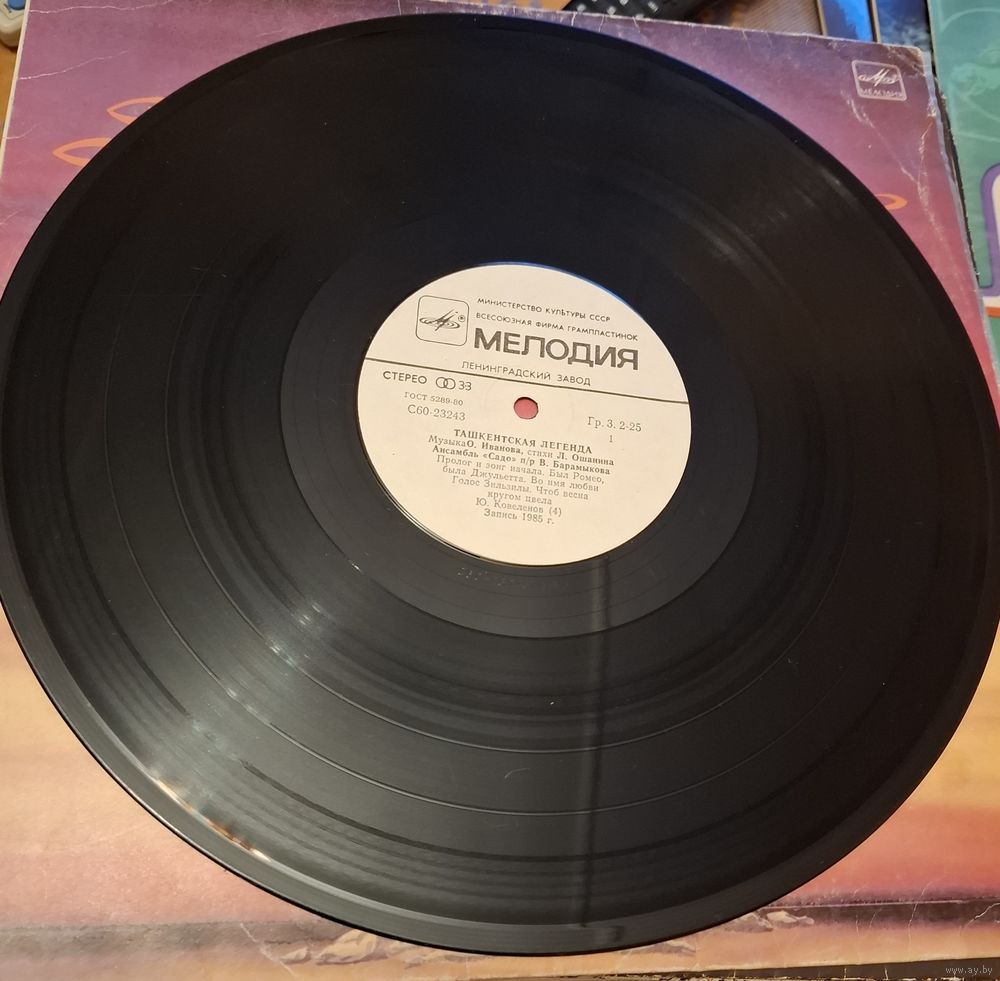 МЕЛОДИЯ
МИНИСТЕРСТВО КУЛЬТУРЫ СССР
ВСЕСОЮЗНАЯ ФИРМА ГРАМПЛАСТИНОК
МЕЛОДИЯ
ЛЕНИНГРАДСКИЙ ЗАВОД
СТЕРЕО 33
ГОСТ 5289-80
С60-23243
Гр. 3. 2-25
1
ТАШКЕНТСКАЯ ЛЕГЕНДА
МузыкаО. Иванова, стихи Л. Ошанина
Ансамбль «Садо» п/р В. Барамыкова
Пролог и зонг начала. Был Ромео,
была Джульетта. Во имя любви
Голос Зильзилы. Чтоб весна
кругом цвела
Ю. Ковеленов (4)
Запись 1985 г.
www.ay.by